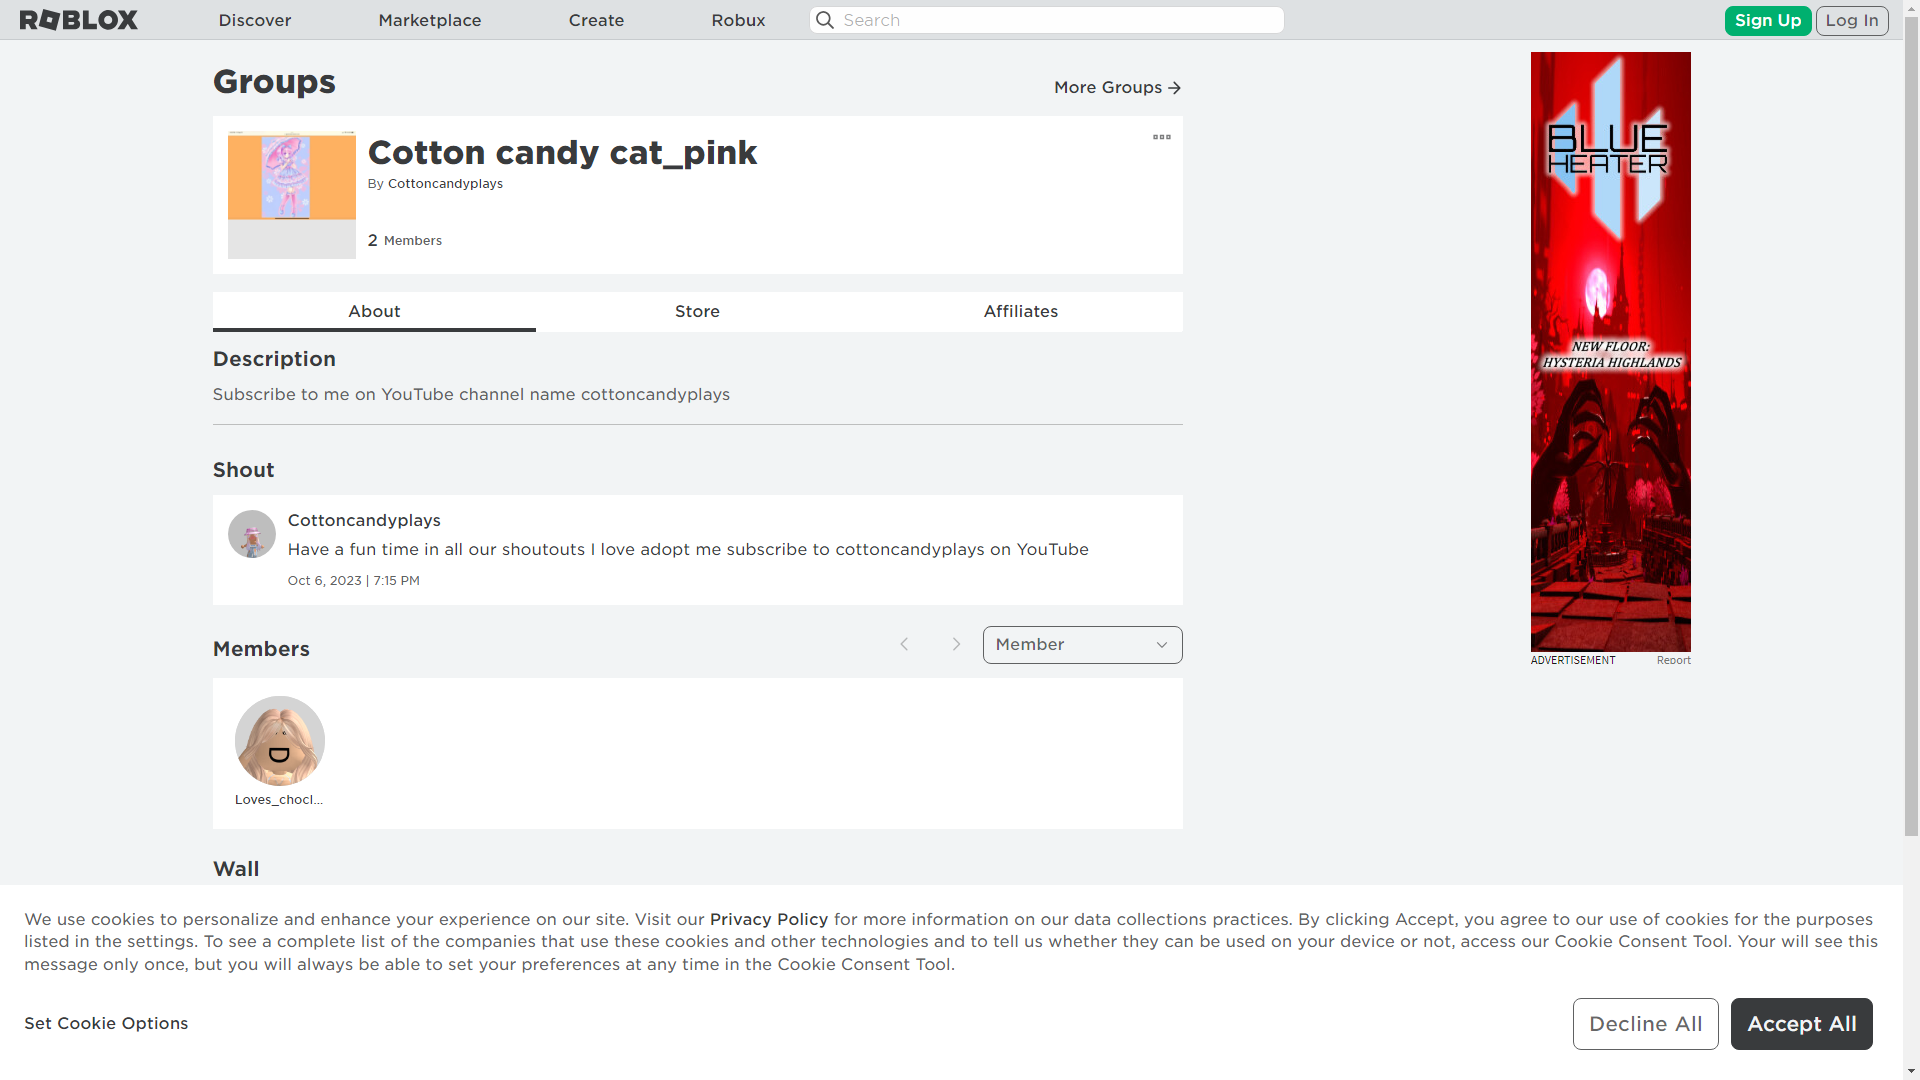 ROBLOX
Discover
Marketplace
Create
Robux
Search
Sign Up
Log In
Groups
More Groups
Cotton candy cat_pink
By Cottoncandyplays
2 Members
About
Store
Affiliates
Description
Subscribe to me on YouTube channel name cottoncandyplays
Shout
Cottoncandyplays
Have a fun time in all our shoutouts I love adopt me subscribe to cottoncandyplays on YouTube
Oct 6, 2023 | 7:15 PM
Members
Member
Loves_chocl...
Wall
BLUE
HEATER
NEW FLOOR:
HYSTERIA HIGHLANDS
ADVERTISEMENT
Report
We use cookies to personalize and enhance your experience on our site. Visit our Privacy Policy for more information on our data collections practices. By clicking Accept, you agree to our use of cookies for the purposes
listed in the settings. To see a complete list of the companies that use these cookies and other technologies and to tell us whether they can be used on your device or not, access our Cookie Consent Tool. Your will see this
message only once, but you will always be able to set your preferences at any time in the Cookie Consent Tool.
Set Cookie Options
Decline All
Accept All